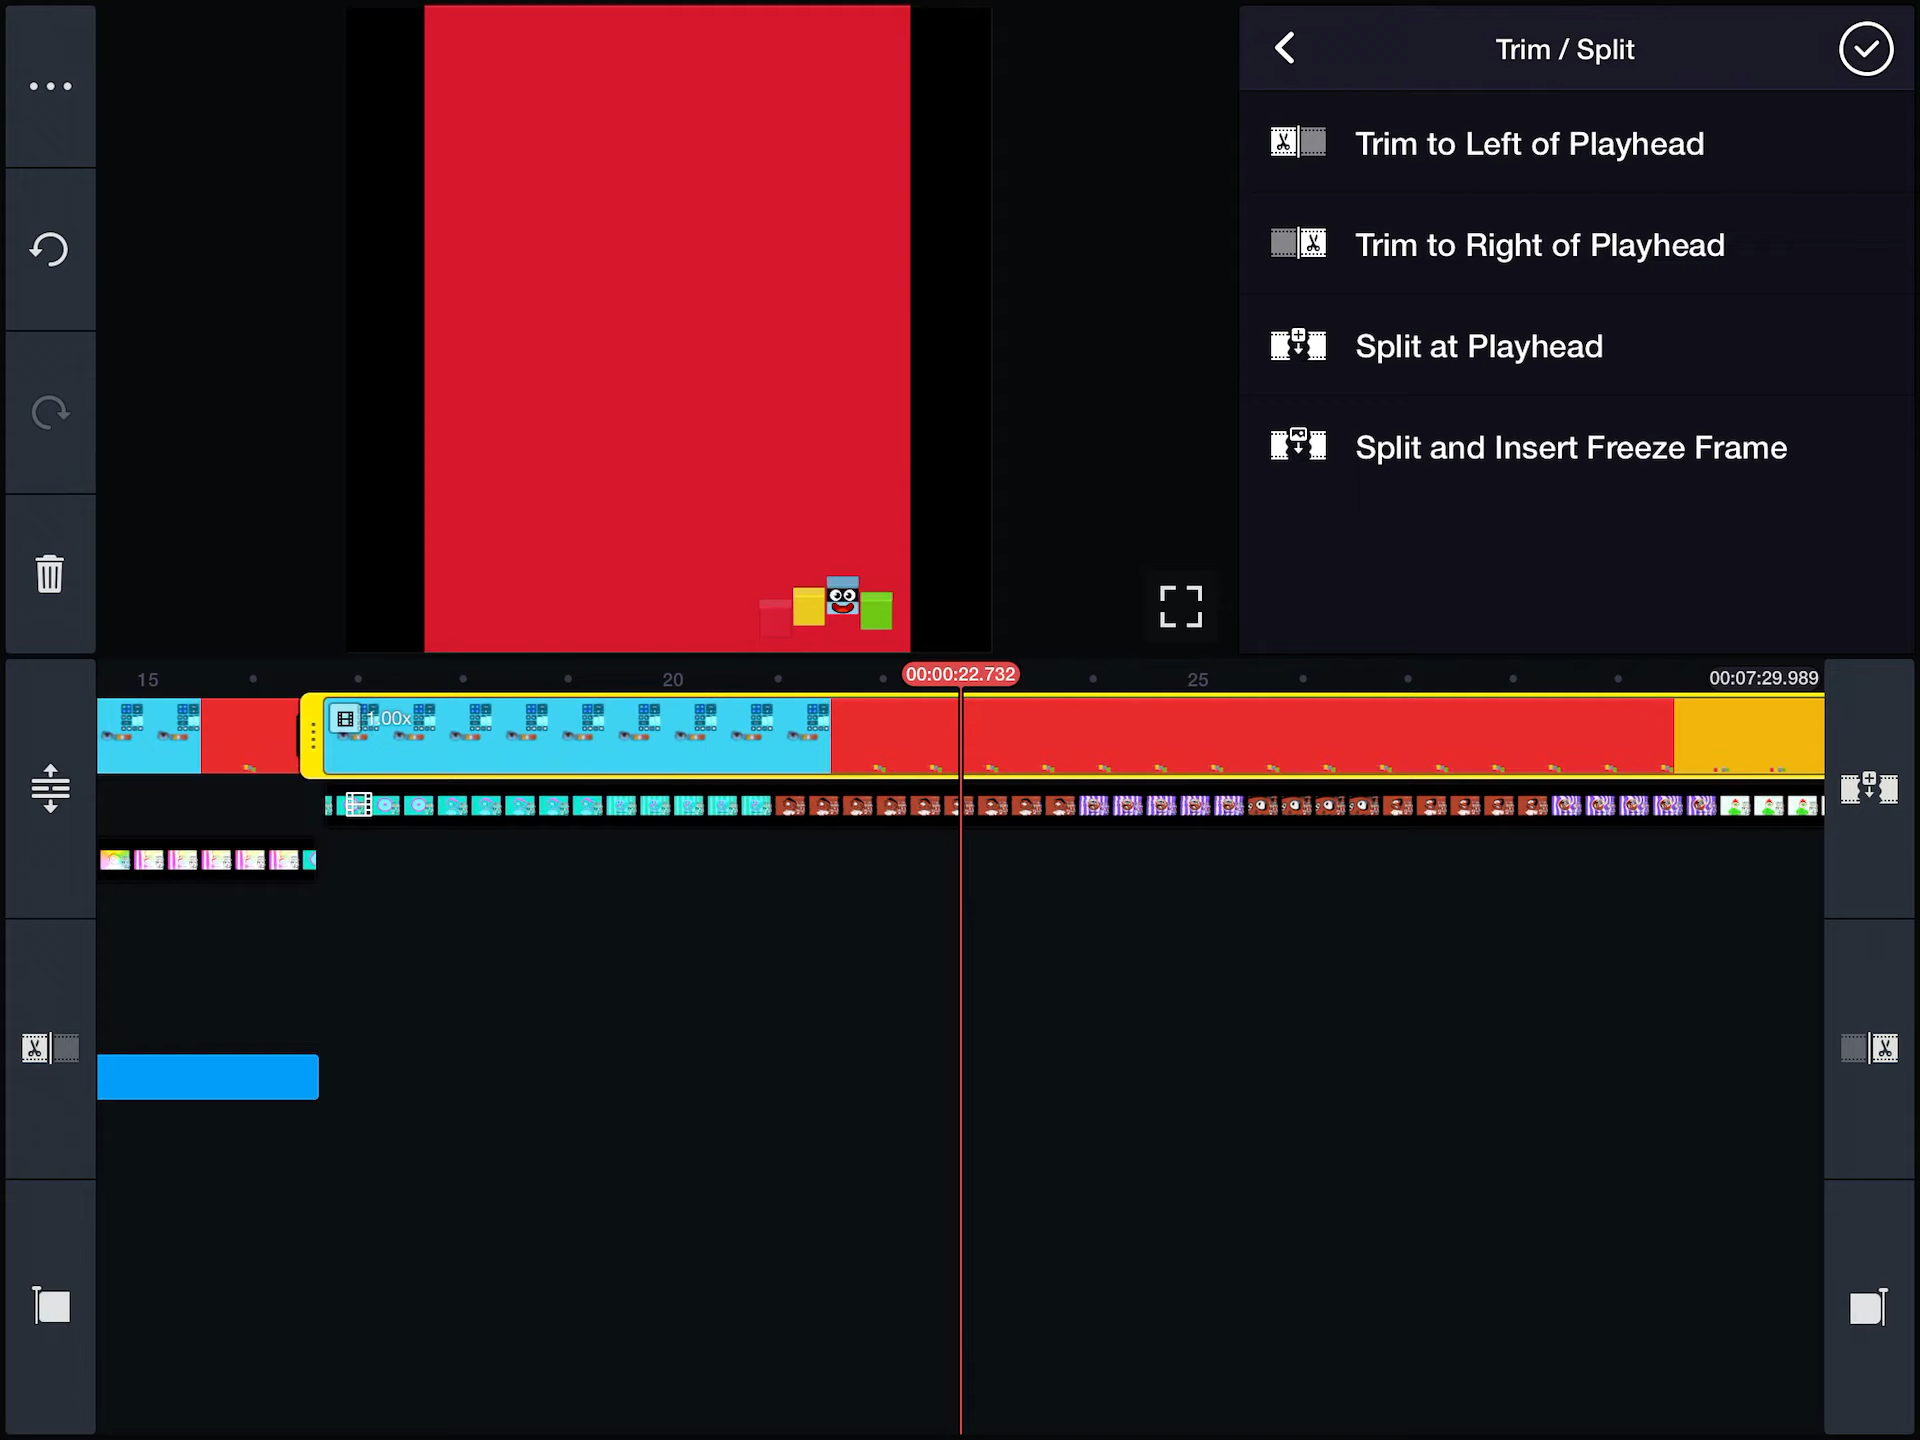 Trim / Split
Trim to Left of Playhead
Trim to Right of Playhead
Split at Playhead
Split and Insert Freeze Frame
15
20
00:00:22.732
25
00:07:29.989
1.00x